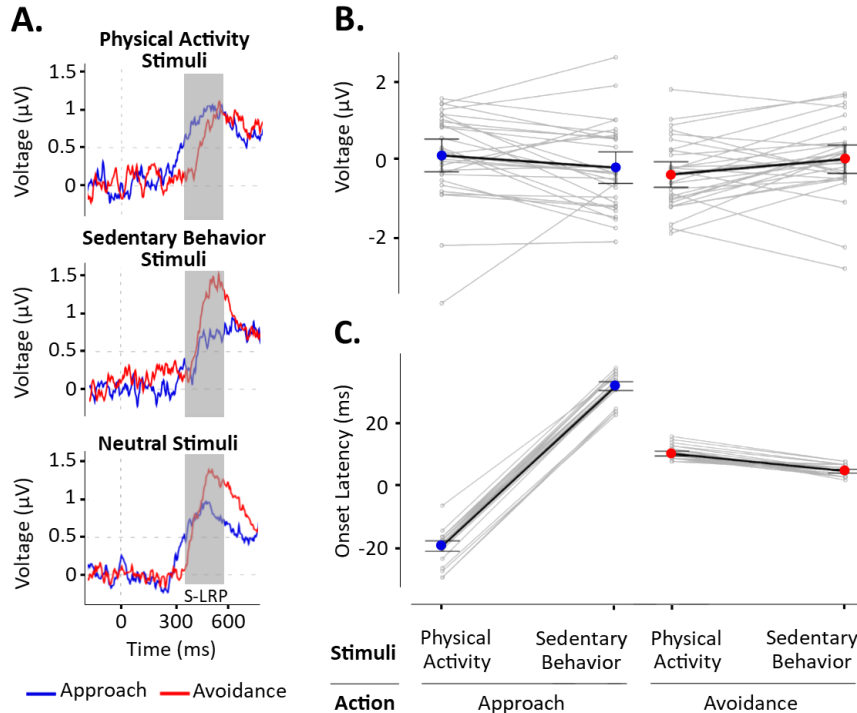 A.
Physical Activity
Stimuli
1.5
1
0.5
0
Voltage (μV)
Sedentary Behavior
Stimuli
1.5
1
0.5
0
Voltage (μV)
Neutral Stimuli
1.5
1
0.5
0
Voltage (μV)
S-LRP
0 300 600
Time (ms)
Approach Avoidance
B.
2
0
-2
Voltage (μV)
C.
20
0
-20
Onset Latency (ms)
Stimuli Physical Activity Sedentary Behavior Physical Activity Sedentary Behavior
Action Approach Avoidance